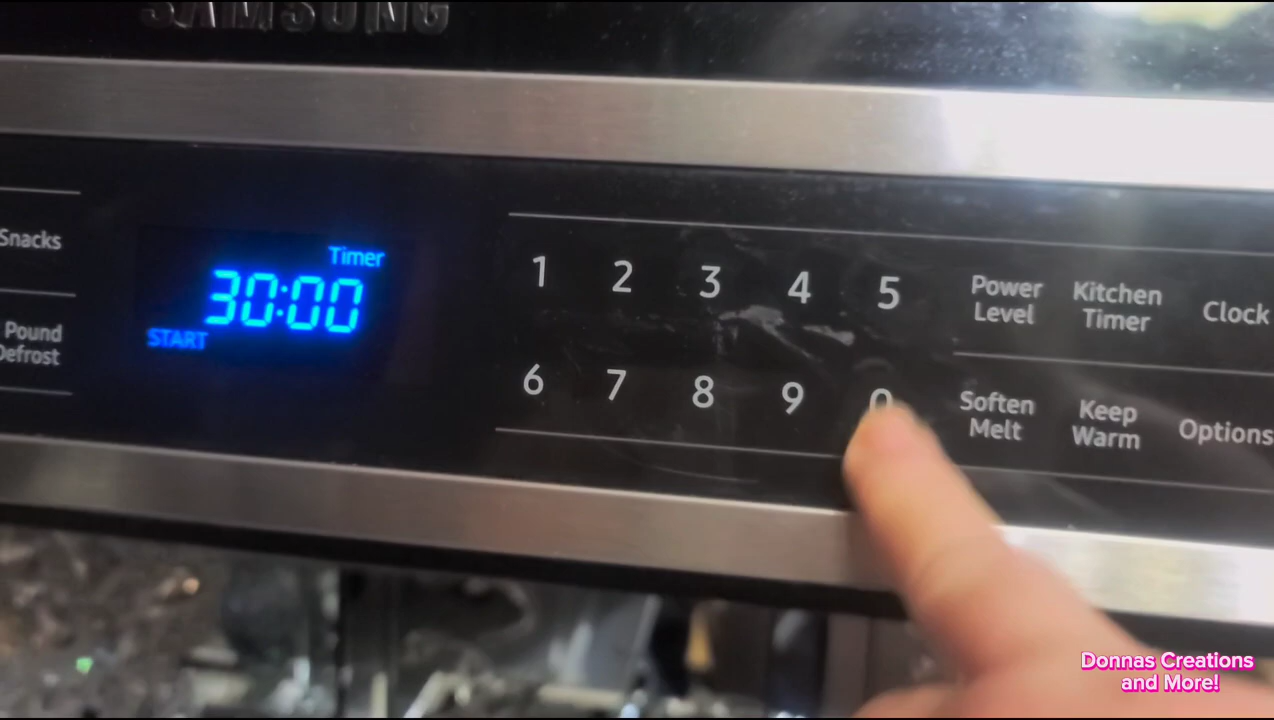 SAMSUNG
Snacks
Pound
Defrost
Timer
30:00
START
1 2 3 4 5
6 7 8 9 0
Power
Level
Kitchen
Timer
Clock
Soften
Melt
Keep
Warm
Options
Donnas Creations
and More!